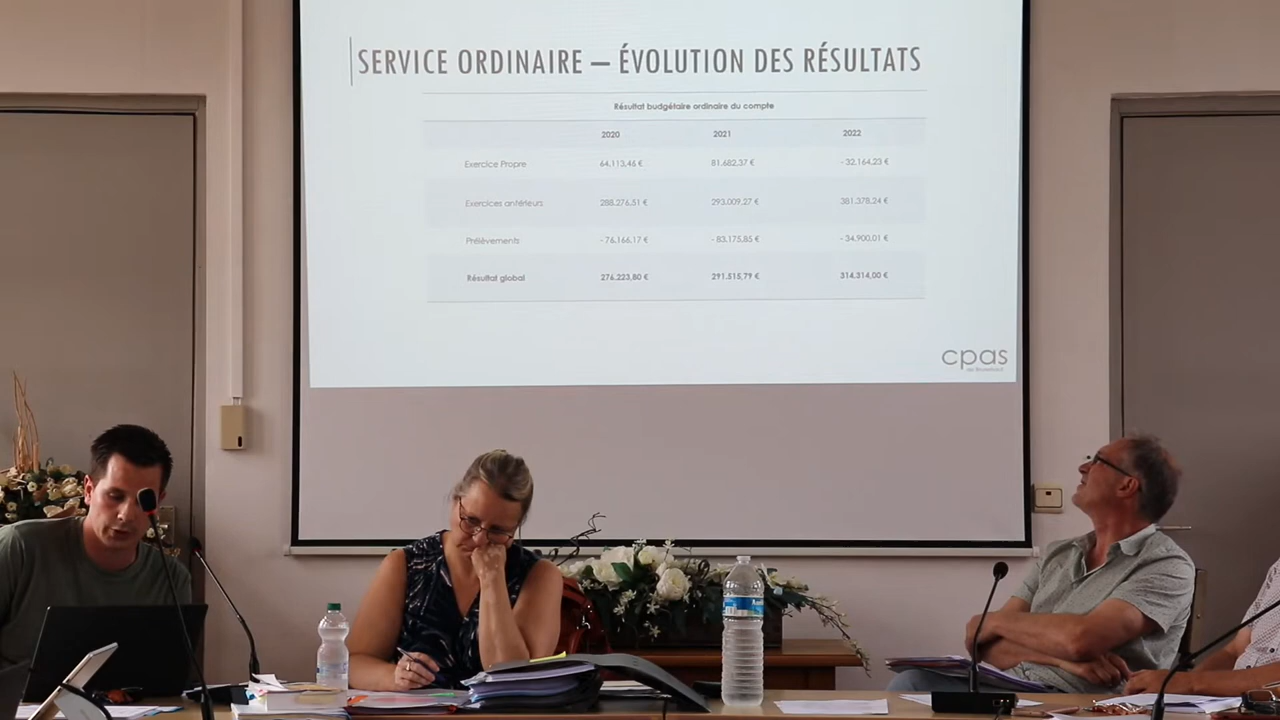 SERVICE ORDINAIRE – ÉVOLUTION DES RÉSULTATS
Résultat budgétaire ordinaire du compte
2020 2021 2022
Exercice Propre 64.113,46 € 81.682,37 € - 32.164,23 €
Exercices antérieurs 288.276,51 € 293.009,27 € 381.378,24 €
Prélèvements - 76.166,17 € - 83.175,85 € - 34.900,01 €
Résultat global 276.223,80 € 291.515,79 € 314.314,00 €
cpas